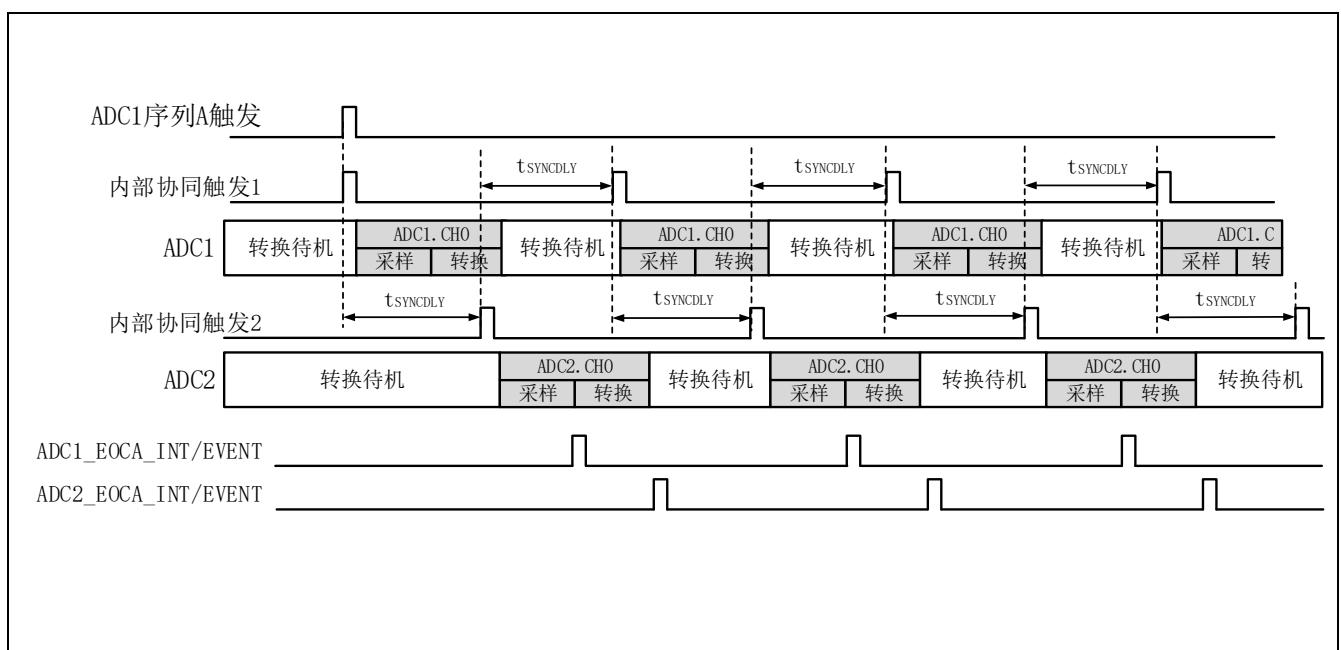 ADC1序列A触发
tSYNCDLY tSYNCDLY tSYNCDLY
内部协同触发1
ADC1 转换待机 ADC1.CH0 转换待机 ADC1.CH0 转换待机 ADC1.CH0 转换待机 ADC1.C
采样 转换 采样 转换 采样 转换 采样 转
tSYNCDLY tSYNCDLY tSYNCDLY tSYNCDLY
内部协同触发2
ADC2 转换待机 ADC2.CH0 转换待机 ADC2.CH0 转换待机 ADC2.CH0 转换待机
采样 转换 采样 转换 采样 转换
ADC1_EOCA_INT/EVENT
ADC2_EOCA_INT/EVENT